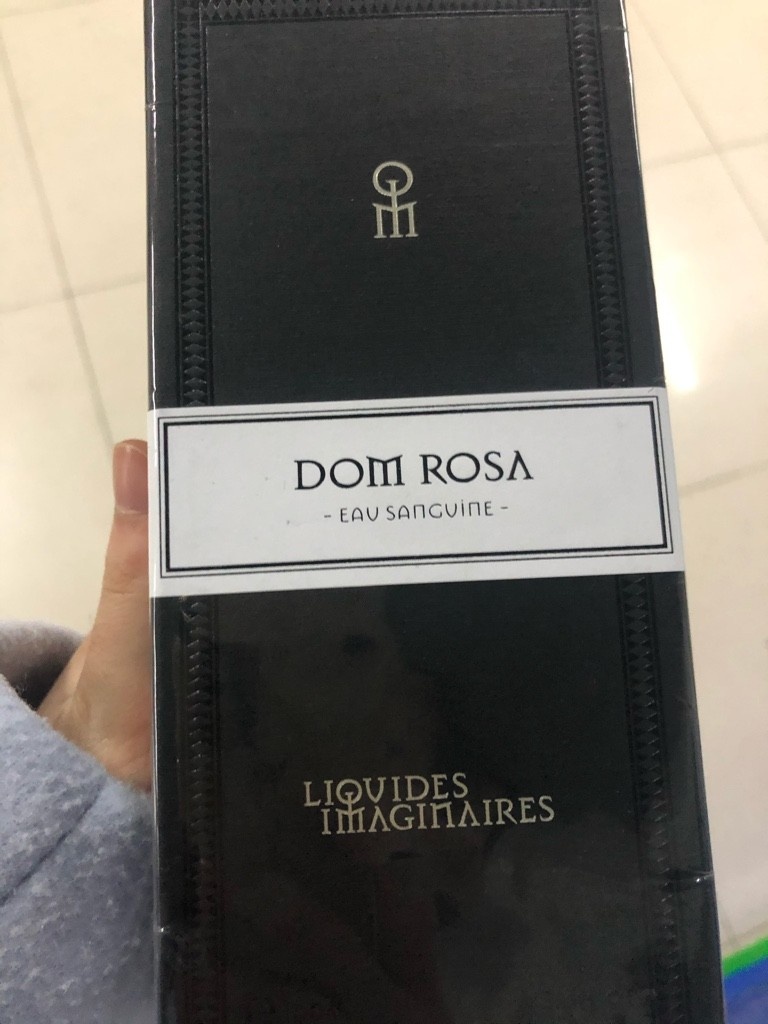 DOM ROSA
- EAU SANGUINE -
LIQUIDES
IMAGINAIRES